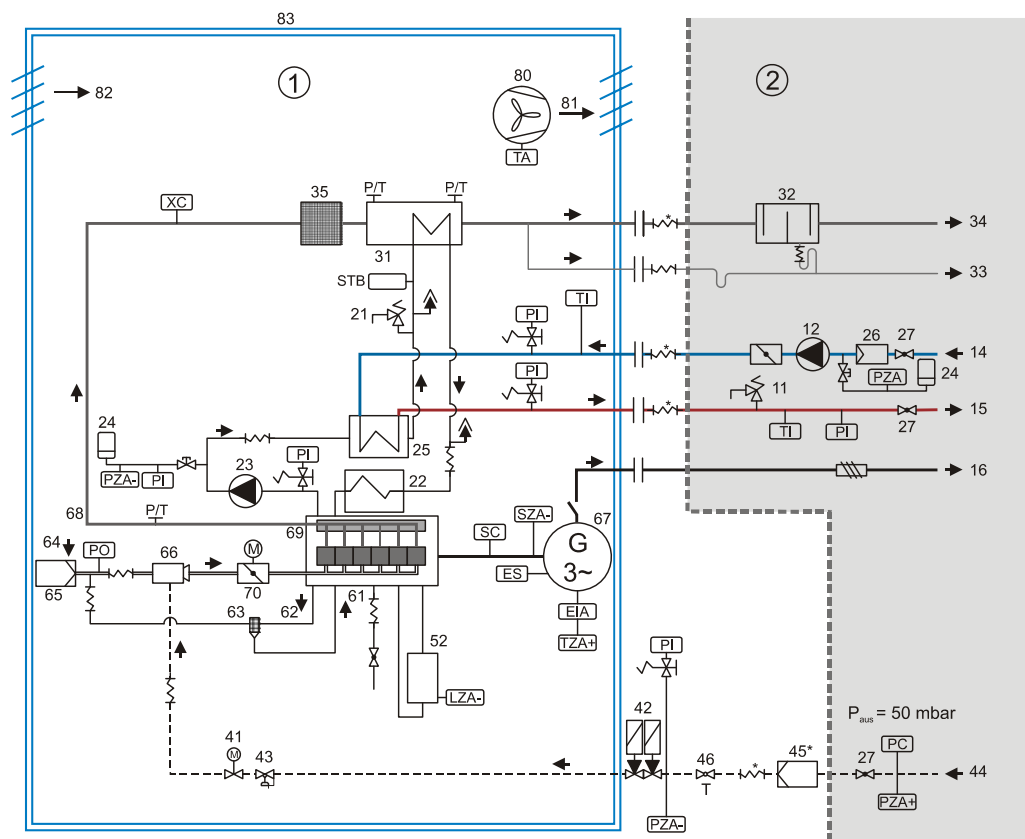 83
1
80
2
82
81
TA
P/T
P/T
35
32
XC
34
31
33
STB
TI
21
PI
12
26
27
14
PZA
24
PI
11
15
24
25
TI
PI
27
PZA-
PI
23
PI
22
16
68
P/T
SZA-
67
69
SC
G
3~
64
PO
66
M
ES
65
70
61
EIA
63
62
TZA+
52
PI
LZA-
42
P aus = 50 mbar
41
M
43
46
45*
27
PC
44
T
PZA-
PZA+
*
*
*
*